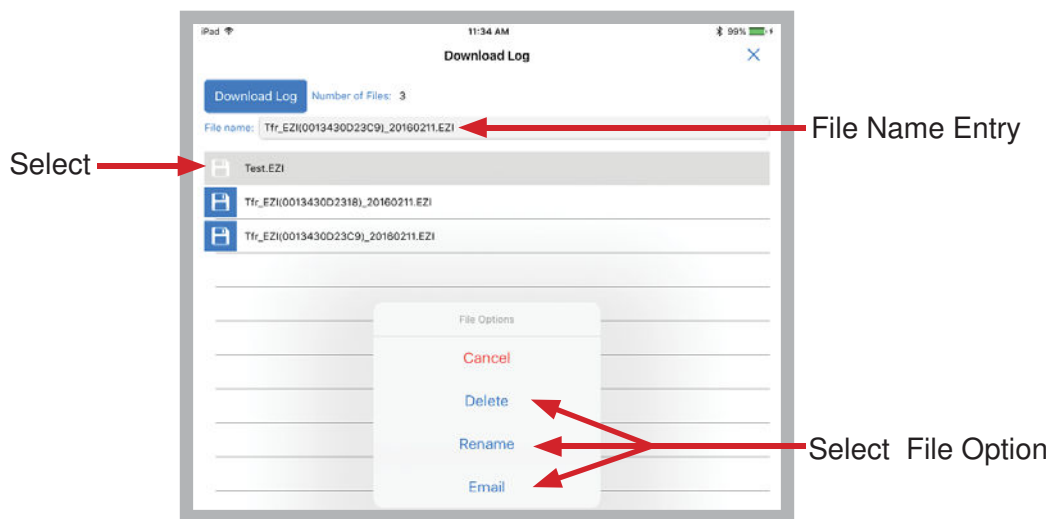 iPad 11:34 AM 99%
Download Log
Download Log Number of Files: 3
File name: Tfr_EZI(0013430D23C9)_20160211.EZI
File Name Entry
Select
Test.EZI
Tfr_EZI(0013430D2318)_20160211.EZI
Tfr_EZI(0013430D23C9)_20160211.EZI
File Options
Cancel
Delete
Rename
Select File Option
Email